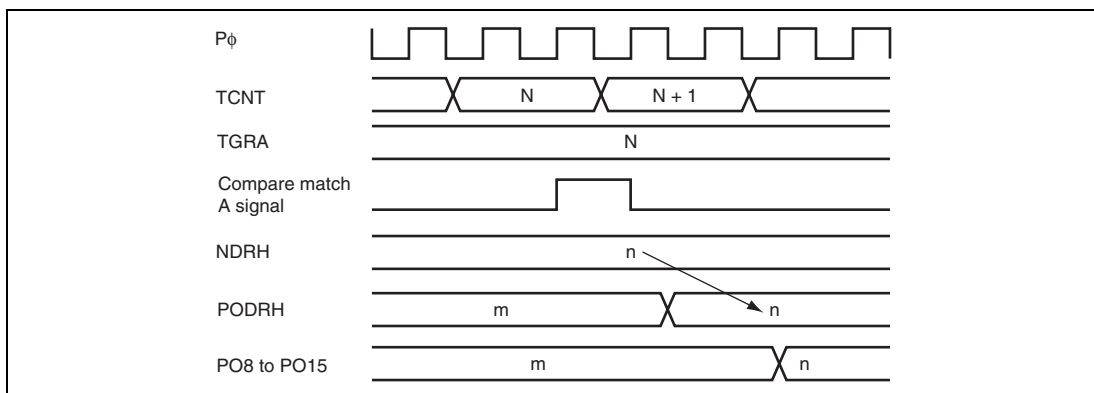 Pϕ
TCNT N N + 1
TGRA N
Compare match
A signal
NDRH n
PODRH m n
PO8 to PO15 m n